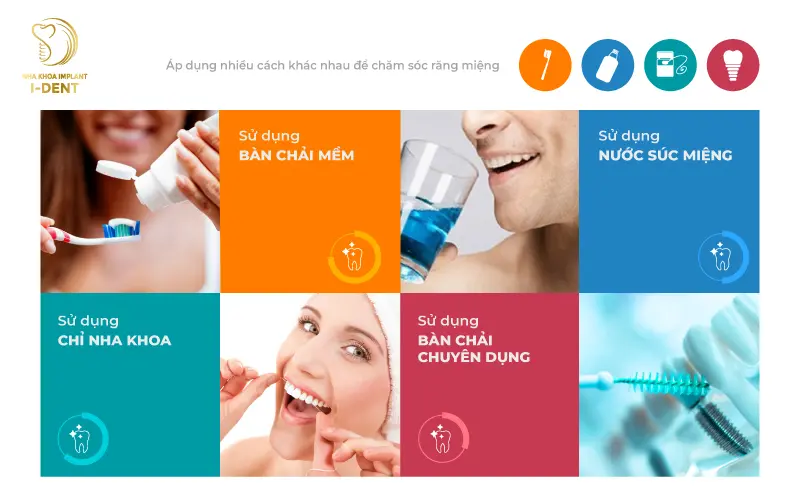 NHA KHOA IMPLANT
I-DENT
Áp dụng nhiều cách khác nhau để chăm sóc răng miệng
Sử dụng
BÀN CHẢI MỀM
Sử dụng
NƯỚC SÚC MIỆNG
Sử dụng
CHỈ NHA KHOA
Sử dụng
BÀN CHẢI
CHUYÊN DỤNG